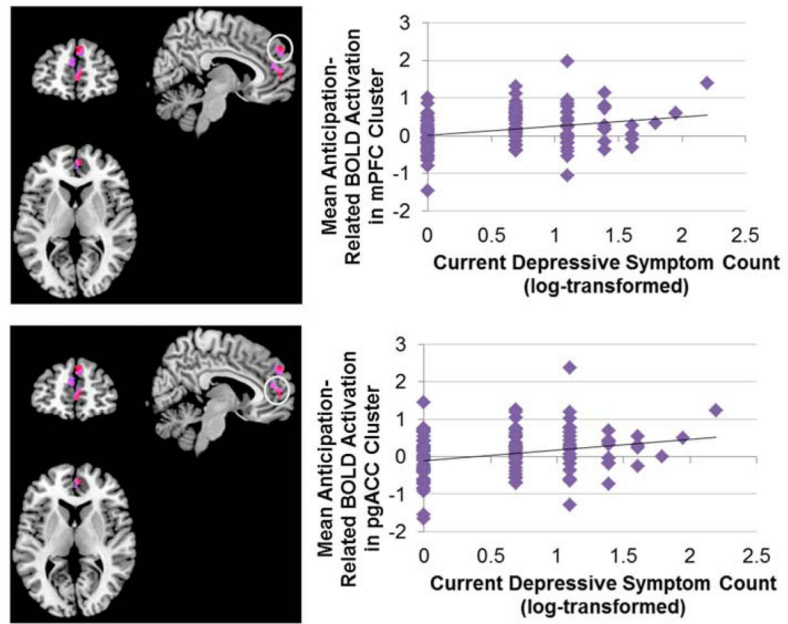 3
2
1
0
-1
-2
Mean Anticipation-
Related BOLD Activation
in mPFC Cluster
0 0.5 1 1.5 2 2.5
Current Depressive Symptom Count
(log-transformed)
3
2
1
0
-1
-2
Mean Anticipation-
Related BOLD Activation
in pgACC Cluster
0 0.5 1 1.5 2 2.5
Current Depressive Symptom Count
(log-transformed)